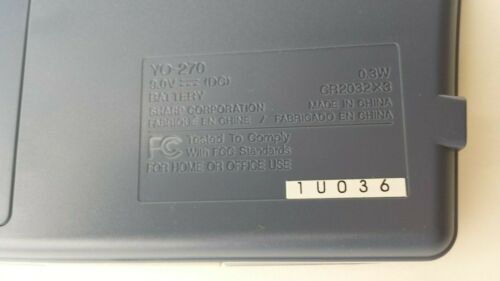 YO-270
9.0V (DC) 0.3W
BATTERY CR2032×3
SHARP CORPORATION MADE IN CHINA
FABRIQUÉ EN CHINE / FABRICADO EN CHINA
FC Tested To Comply
With FCC Standards
FOR HOME OR OFFICE USE
1U036